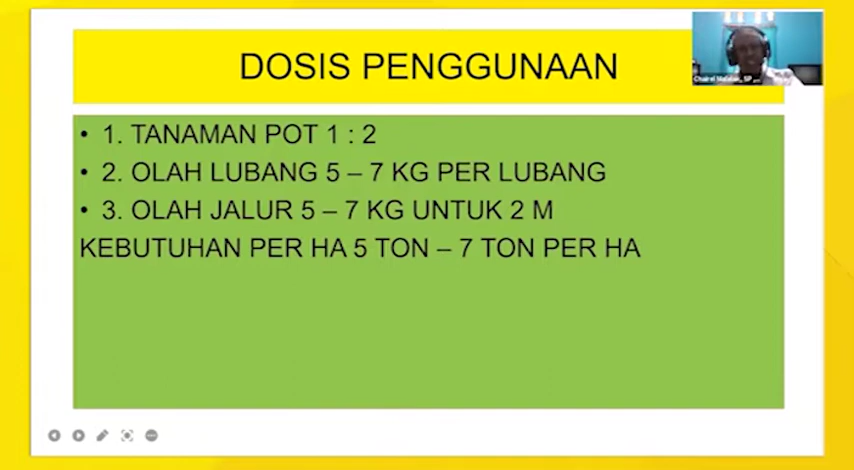 DOSIS PENGGUNAAN
• 1. TANAMAN POT 1 : 2
• 2. OLAH LUBANG 5 – 7 KG PER LUBANG
• 3. OLAH JALUR 5 – 7 KG UNTUK 2 M
KEBUTUHAN PER HA 5 TON – 7 TON PER HA